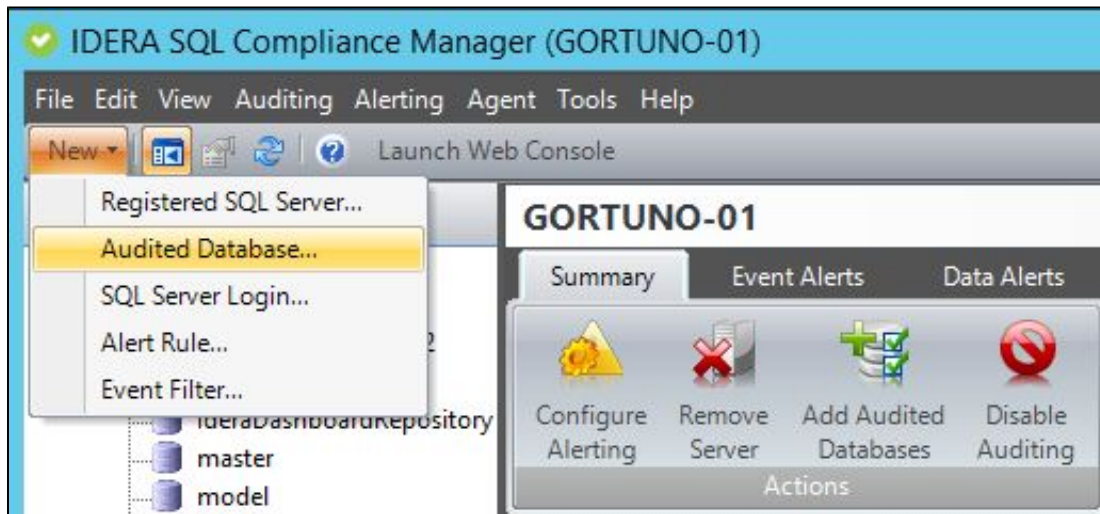 IDERA SQL Compliance Manager (GORTUNO-01)
File Edit View Auditing Alerting Agent Tools Help
New Launch Web Console
Registered SQL Server...
Audited Database...
SQL Server Login...
Alert Rule...
Event Filter...
2
IderaDashboardRepository
master
model
GORTUNO-01
Summary Event Alerts Data Alerts
Configure Alerting
Remove Server
Add Audited Databases
Disable Auditing
Actions